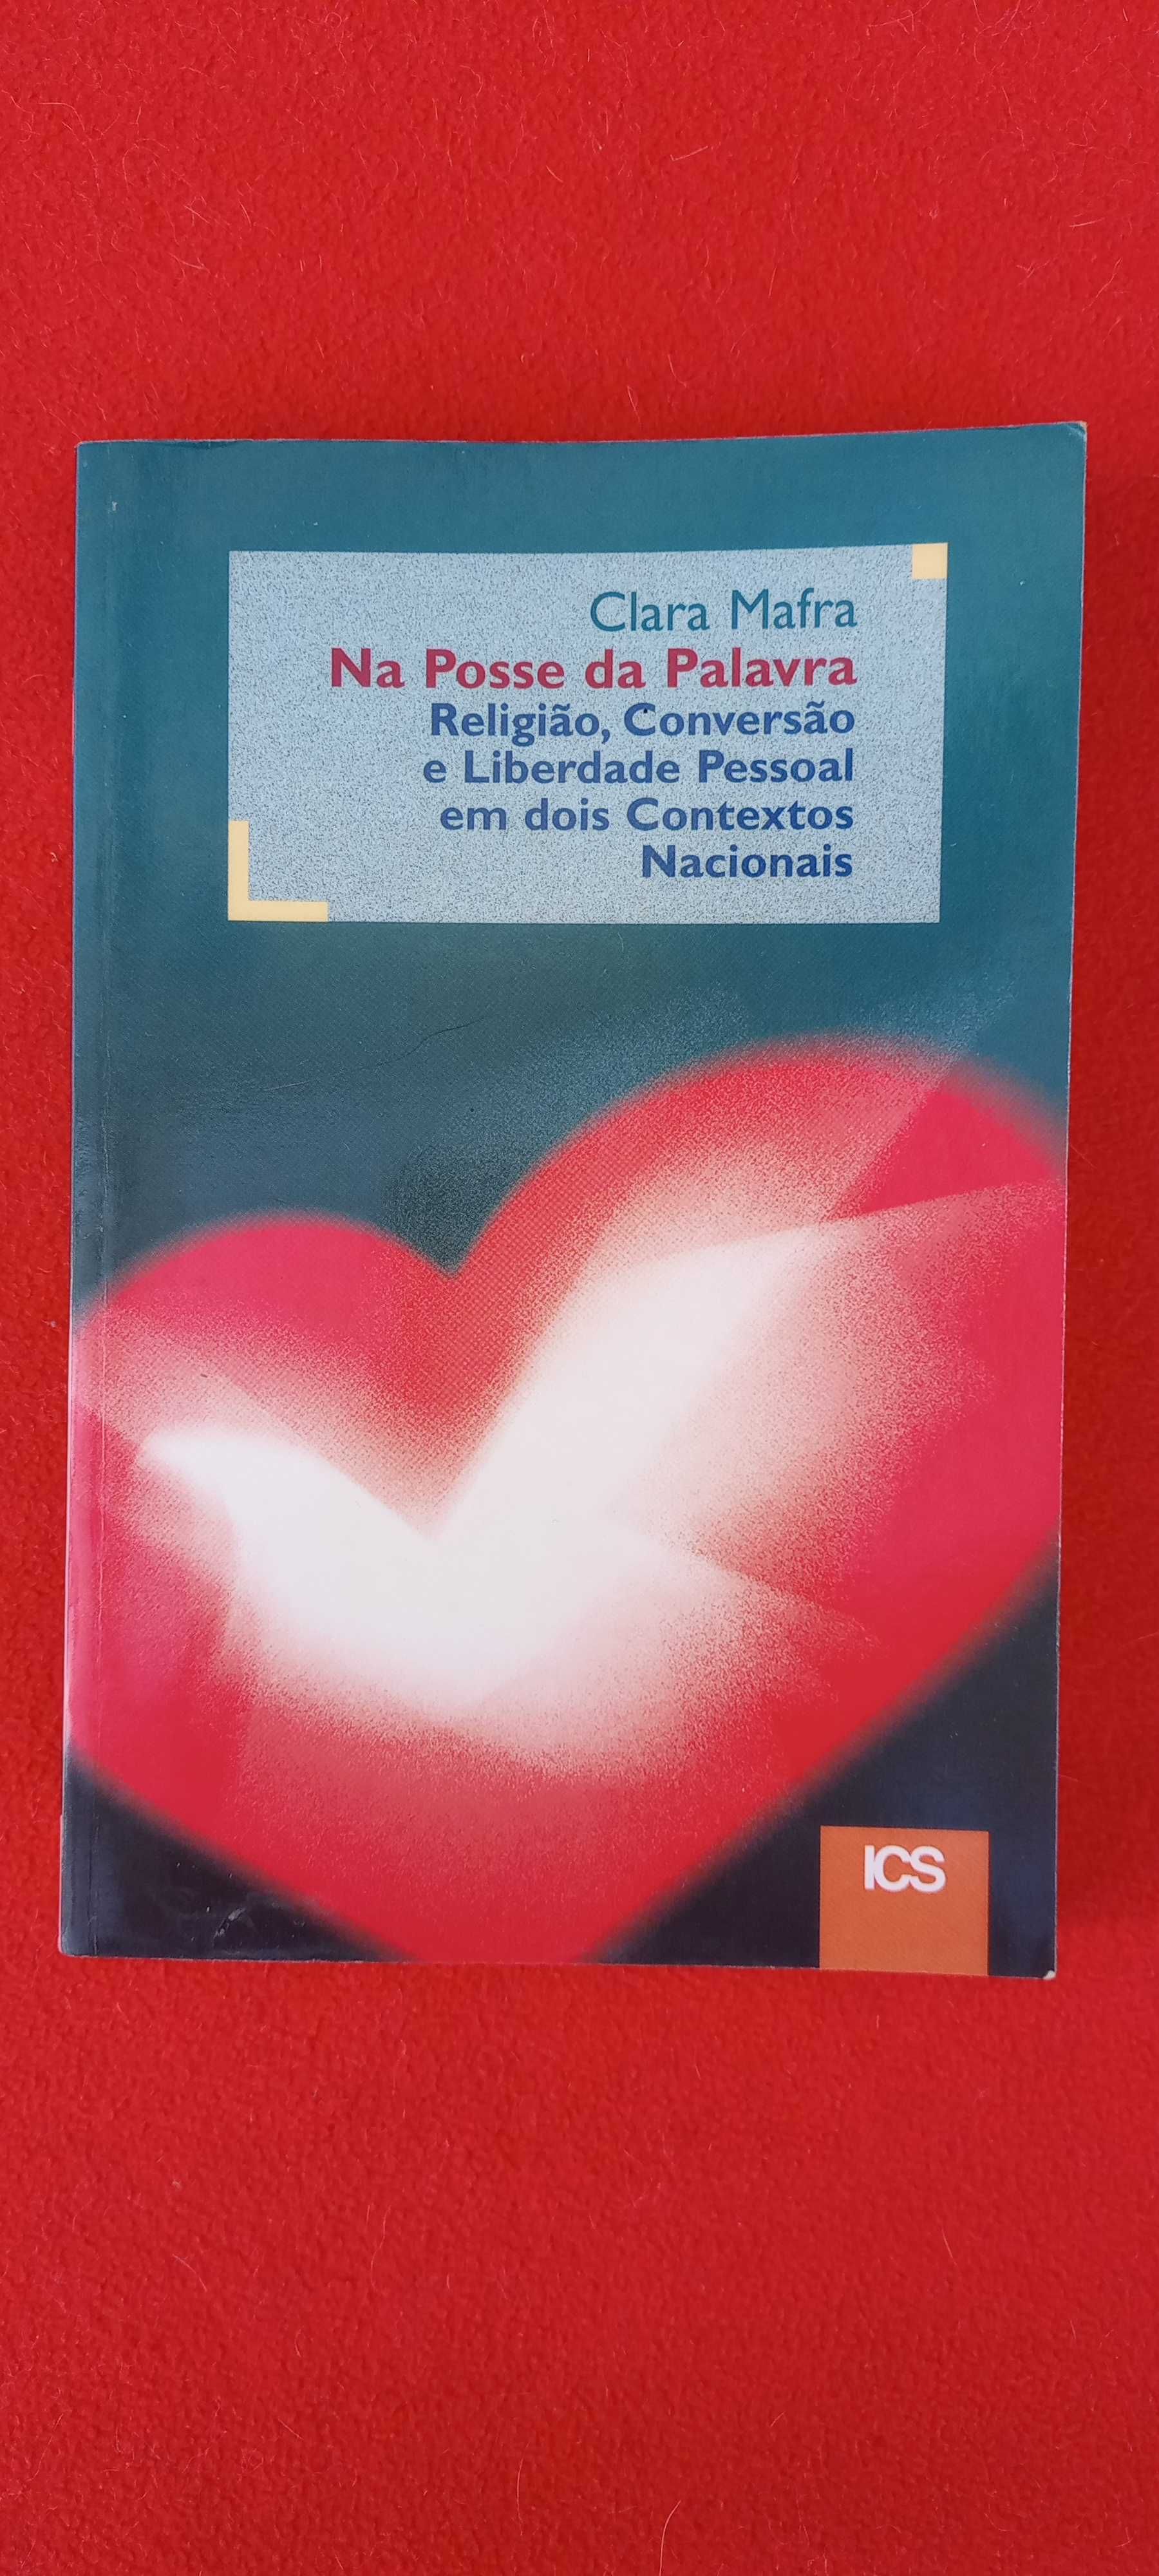 Clara Mafra
Na Posse da Palavra
Religião, Conversão
e Liberdade Pessoal
em dois Contextos
Nacionais
ICS